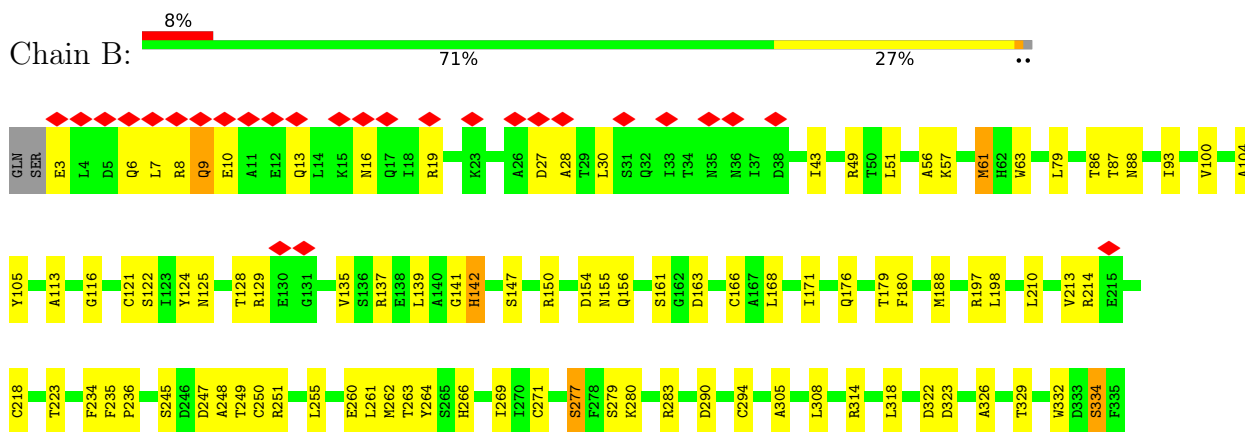 8%
Chain B:
71% 27% ••
GLN SER E3 L4 D5 Q6 L7 R8 Q9 E10 A11 E12 Q13 L14 K15 N16 Q17 I18 R19 K23 A26 D27 A28 T29 L30 S31 Q32 I33 T34 N35 N36 I37 D38 I43 R49 T50 L51 A56 K57 M61 H62 W63 L79 T86 T87 N88 I93 V100 A104
Y105 A113 G116 C121 S122 I123 Y124 N125 T128 R129 E130 G131 V135 S136 R137 E138 L139 A140 G141 H142 S147 R150 D154 N155 Q156 S161 G162 D163 C166 A167 L168 I171 Q176 T179 F180 M188 R197 L198 L210 V213 R214 E215
C218 T223 F234 F235 P236 S245 D246 D247 A248 T249 C250 R251 L255 E260 L261 M262 T263 Y264 S265 H266 I269 I270 C271 S277 F278 S279 K280 R283 D290 C294 A305 L308 R314 L318 D322 D323 A326 T329 W332 D333 S334 F335